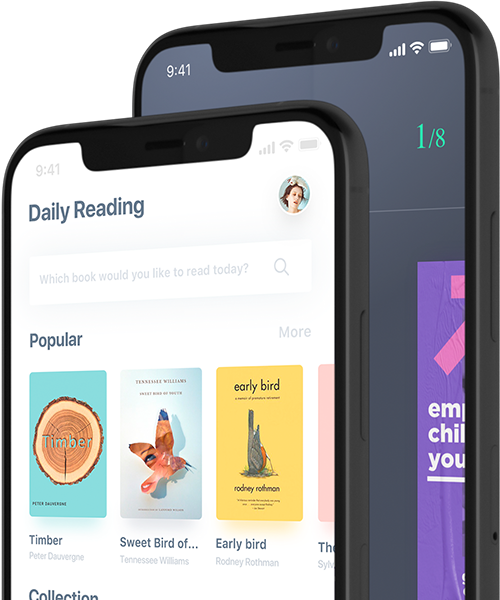 9:41
1/8
9:41
Daily Reading
Which book would you like to read today?
Popular
More
Timber
PETER DAUVERGNE
TENNESSEE WILLIAMS
SWEET BIRD OF YOUTH
early bird
a memoir of premature retirement
rodney rothman
Timber
Peter Dauvergne
Sweet Bird of...
Tennessee Williams
Early bird
Rodney Rothman
The
Sylv
Collection
emp
chil
you